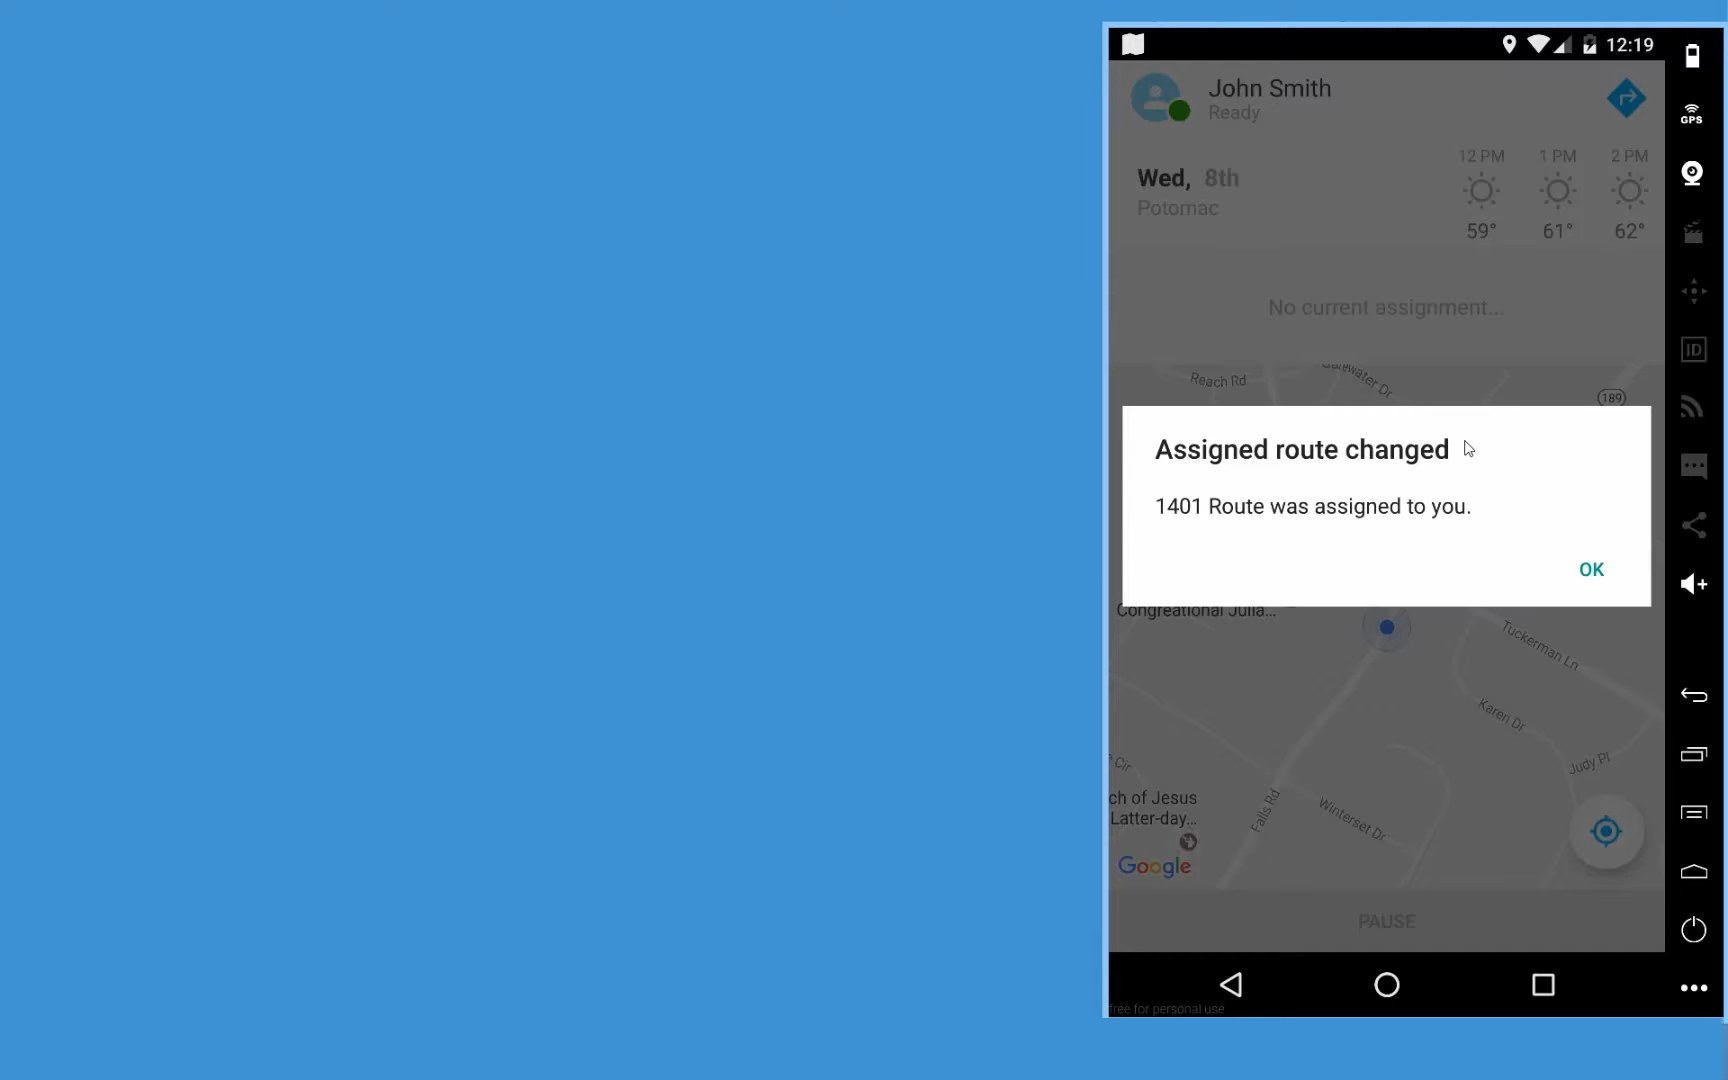 12:19
John Smith
Ready
GPS
12 PM 1 PM 2 PM
Wed, 8th
Potomac
59° 61° 62°
ID
No current assignment...
Reach Rd
189
Assigned route changed
1401 Route was assigned to you.
OK
Tuckerman Ln
Karen Dr
Judy Pl
Cir
ch of Jesus
Latter-day...
Falls Rd
Winterset Dr
Google
PAUSE
free for personal use